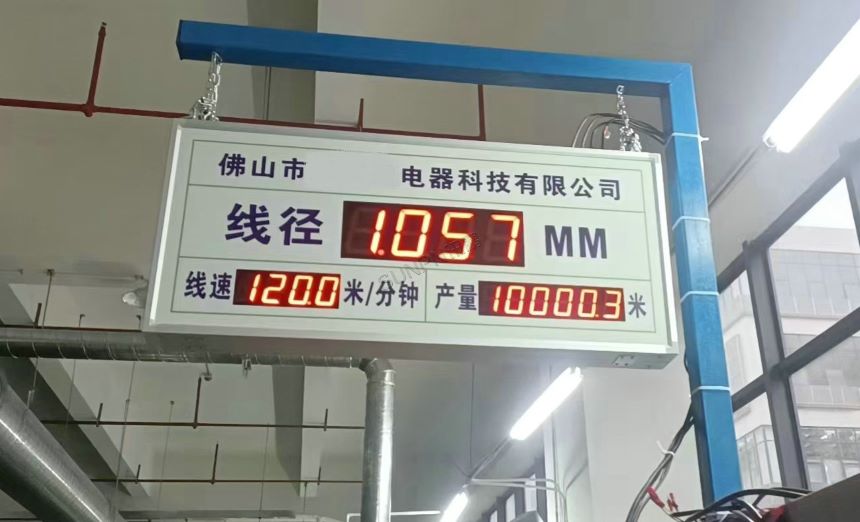 佛山市 电器科技有限公司
线径 1.057 MM
线速 120.0 米/分钟 产量 10000.3 米